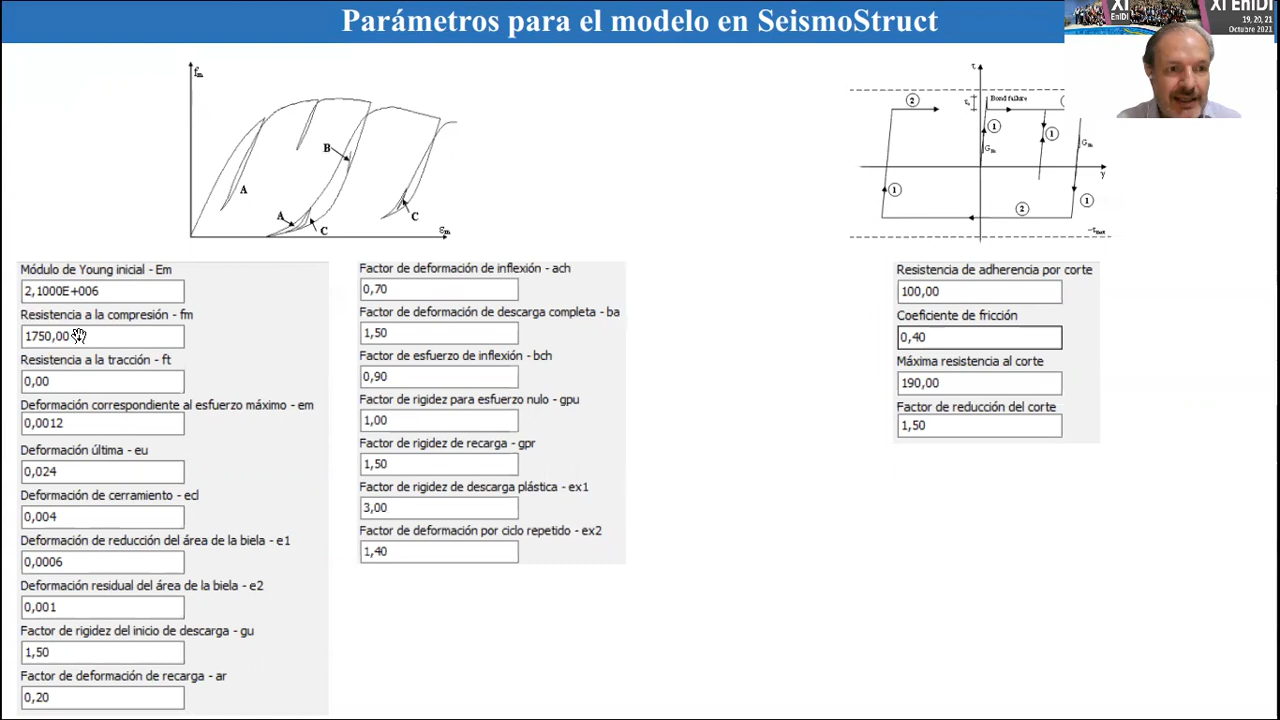 Parámetros para el modelo en SeismoStruct
XI EnIDI
XI EnIDI
19, 20, 21
Octubre 2021
fm
A
B
A
C
C
εm
τ
2
τo
Bond failure
1
Gm
1
Gm
γ
1
1
2
-τmax
Módulo de Young inicial - Em
2,1000E+006
Resistencia a la compresión - fm
1750,00
Resistencia a la tracción - ft
0,00
Deformación correspondiente al esfuerzo máximo - em
0,0012
Deformación última - eu
0,024
Deformación de cerramiento - ecl
0,004
Deformación de reducción del área de la biela - e1
0,0006
Deformación residual del área de la biela - e2
0,001
Factor de rigidez del inicio de descarga - gu
1,50
Factor de deformación de recarga - ar
0,20
Factor de deformación de inflexión - ach
0,70
Factor de deformación de descarga completa - ba
1,50
Factor de esfuerzo de inflexión - bch
0,90
Factor de rigidez para esfuerzo nulo - gpu
1,00
Factor de rigidez de recarga - gpr
1,50
Factor de rigidez de descarga plástica - ex1
3,00
Factor de deformación por ciclo repetido - ex2
1,40
Resistencia de adherencia por corte
100,00
Coeficiente de fricción
0,40
Máxima resistencia al corte
190,00
Factor de reducción del corte
1,50